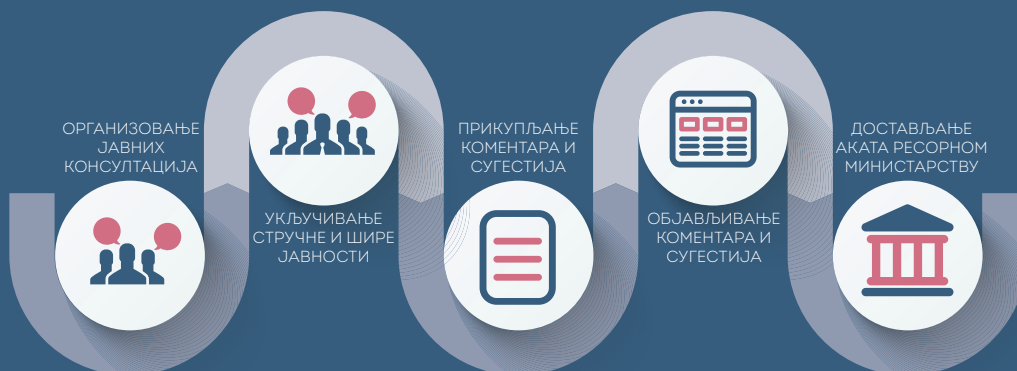 ОРГАНИЗОВАЊЕ
ЈАВНИХ
КОНСУЛТАЦИЈА
УКЉУЧИВАЊЕ
СТРУЧНЕ И ШИРЕ
ЈАВНОСТИ
ПРИКУПЉАЊЕ
КОМЕНТАРА И
СУГЕСТИЈА
ОБЈАВЉИВАЊЕ
КОМЕНТАРА И
СУГЕСТИЈА
ДОСТАВЉАЊЕ
АКАТА РЕСОРНОМ
МИНИСТАРСТВУ